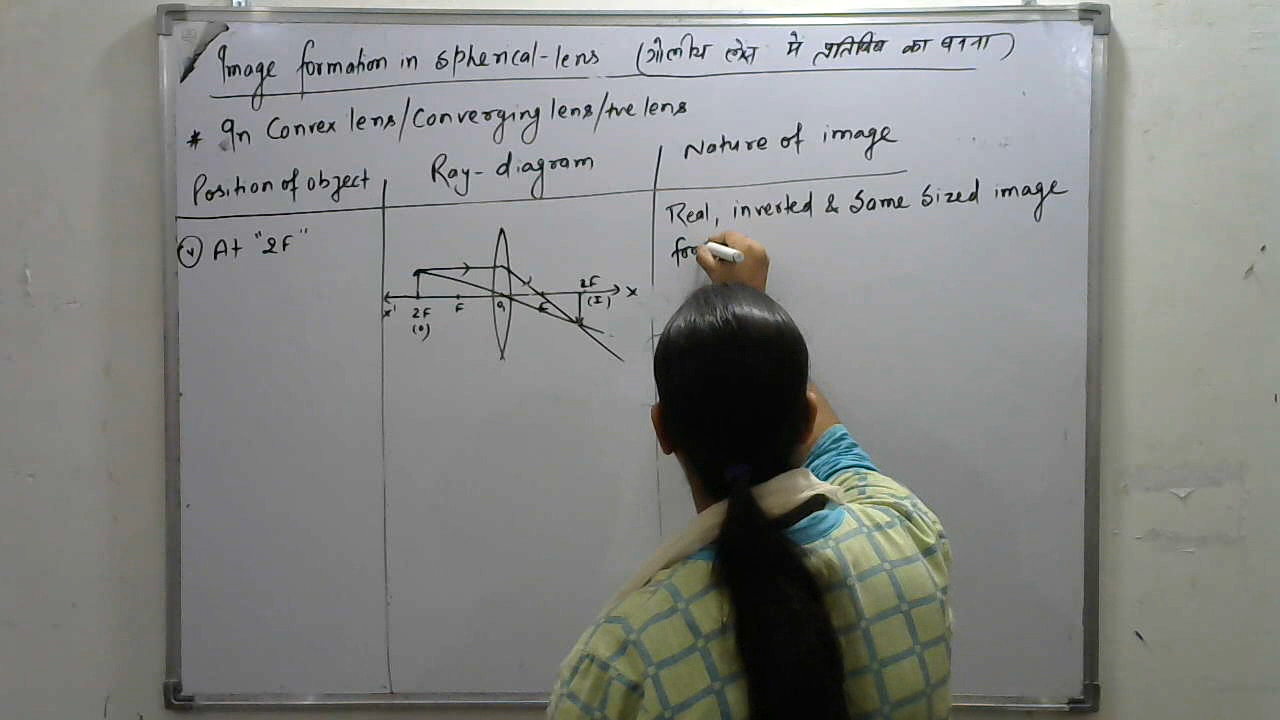 Image formation in spherical-lens (गोलीय लेंस में प्रतिबिंब का बनना)
* In Convex lens/Converging lens/+ve lens
Position of object
Ray-diagram
Nature of image
(v) At "2F"
Real, inverted & Same Sized image
for
2F
X
X'
2F
F
F
(I)
(O)